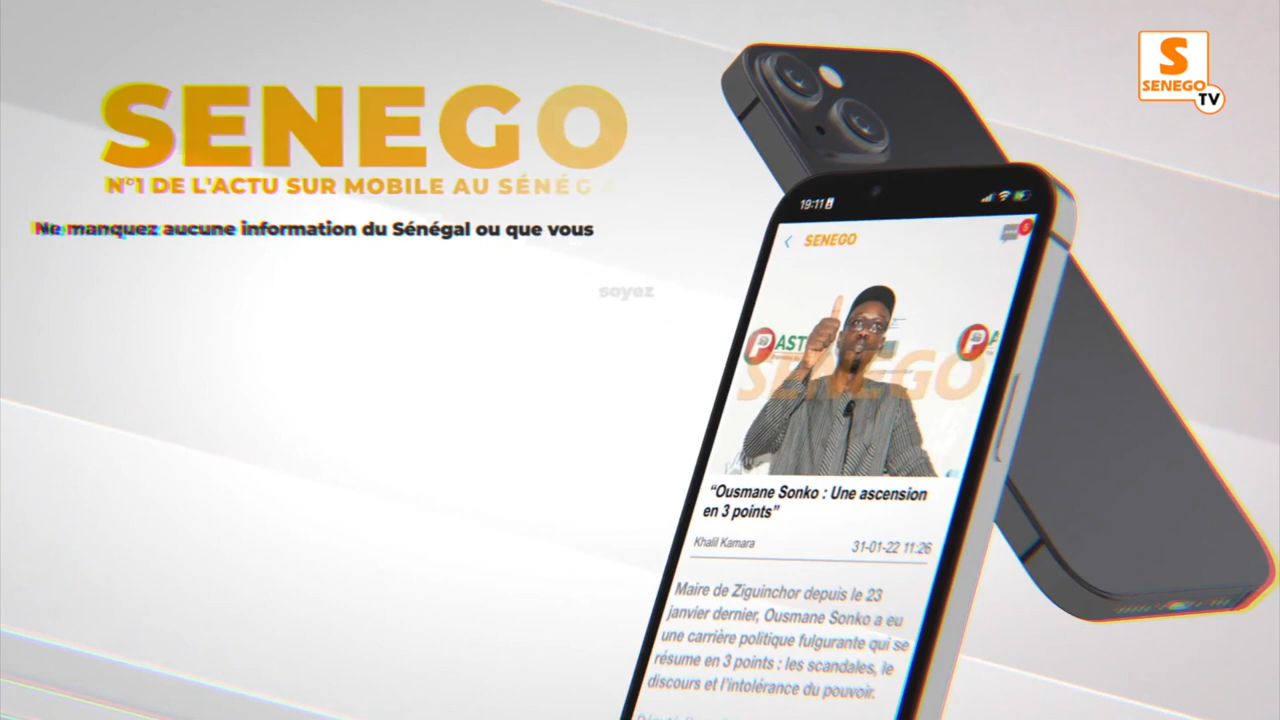 SENEGO
N°1 DE L'ACTU SUR MOBILE AU SÉNÉGA
Ne manquez aucune information du Sénégal ou que vous
soyez
S
SENEGO
TV
19:11
SENEGO
5
PAST
P
SENEGO
“Ousmane Sonko : Une ascension
en 3 points”
Khalil Kamara
31-01-22 11:26
Maire de Ziguinchor depuis le 23
janvier dernier, Ousmane Sonko a eu
une carrière politique fulgurante qui se
résume en 3 points : les scandales, le
discours et l'intolérance du pouvoir.